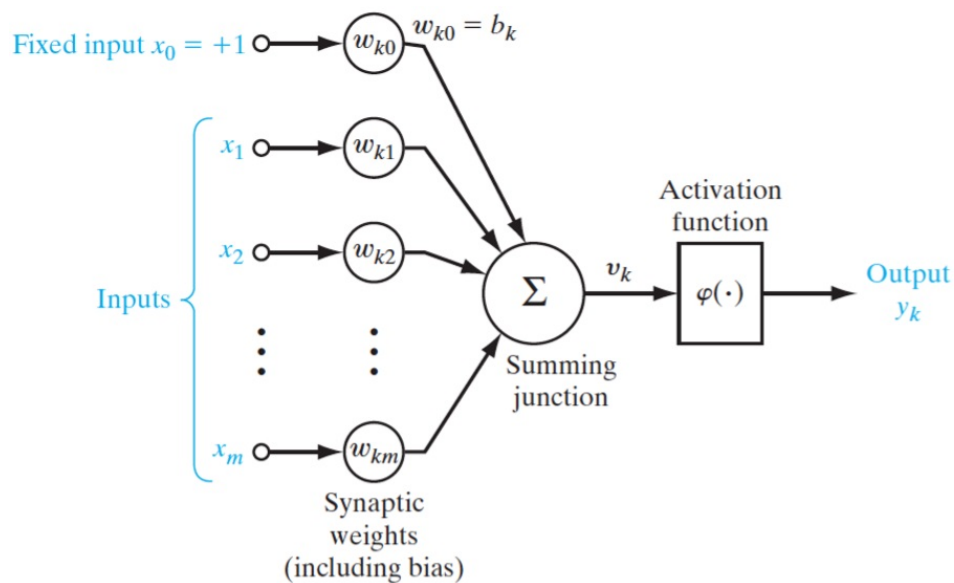 Fixed input x₀ = +1
wₖ₀
wₖ₀ = bₖ
x₁
wₖ₁
Activation
function
x₂
wₖ₂
Inputs
Σ
vₖ
φ(·)
Output
yₖ
Summing
junction
xₘ
wₖₘ
Synaptic
weights
(including bias)